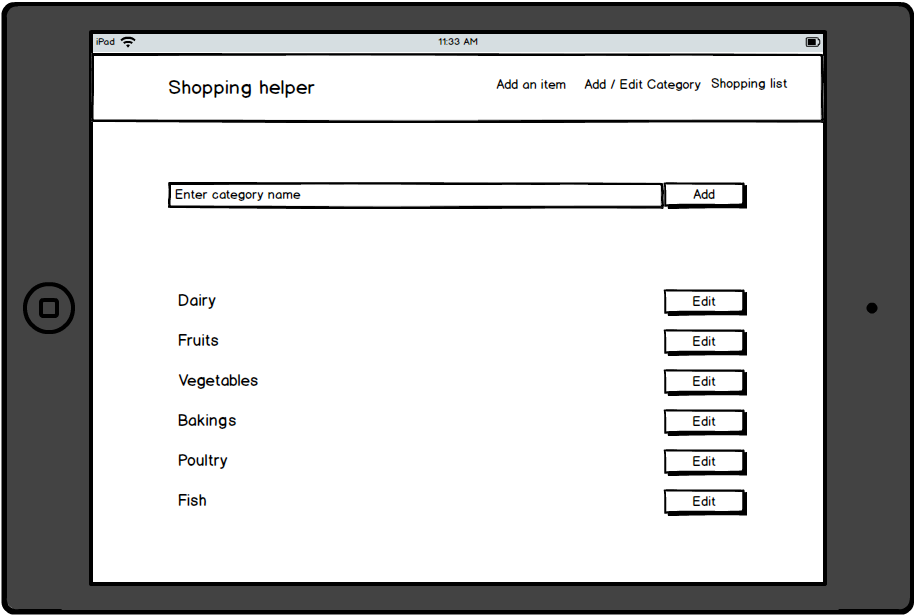 iPad 11:33 AM
Shopping helper Add an item Add / Edit Category Shopping list
Enter category name Add
Dairy Edit
Fruits Edit
Vegetables Edit
Bakings Edit
Poultry Edit
Fish Edit